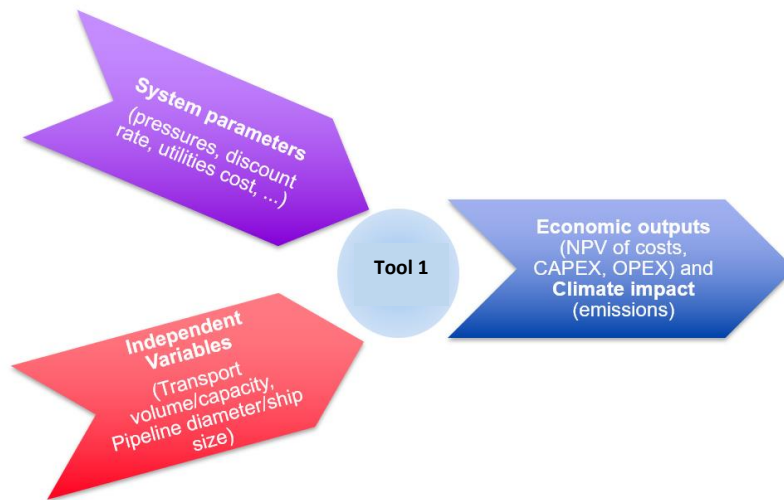 System parameters
(pressures, discount
rate, utilities cost, ...)
Independent
Variables
(Transport
volume/capacity,
Pipeline diameter/ship
size)
Tool 1
Economic outputs
(NPV of costs,
CAPEX, OPEX) and
Climate impact
(emissions)